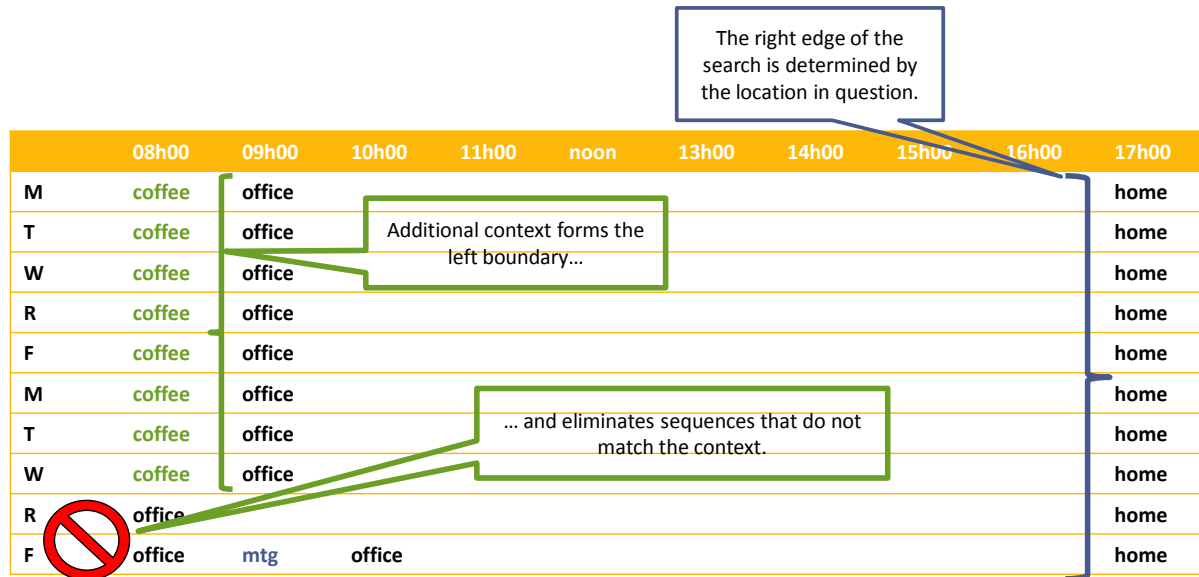 The right edge of the
search is determined by
the location in question.
08h00 09h00 10h00 11h00 noon 13h00 14h00 15h00 16h00 17h00
M coffee office home
T coffee office home
Additional context forms the
left boundary...
W coffee office home
R coffee office home
F coffee office home
M coffee office home
T coffee office home
... and eliminates sequences that do not
match the context.
W coffee office home
R office home
F office mtg office home